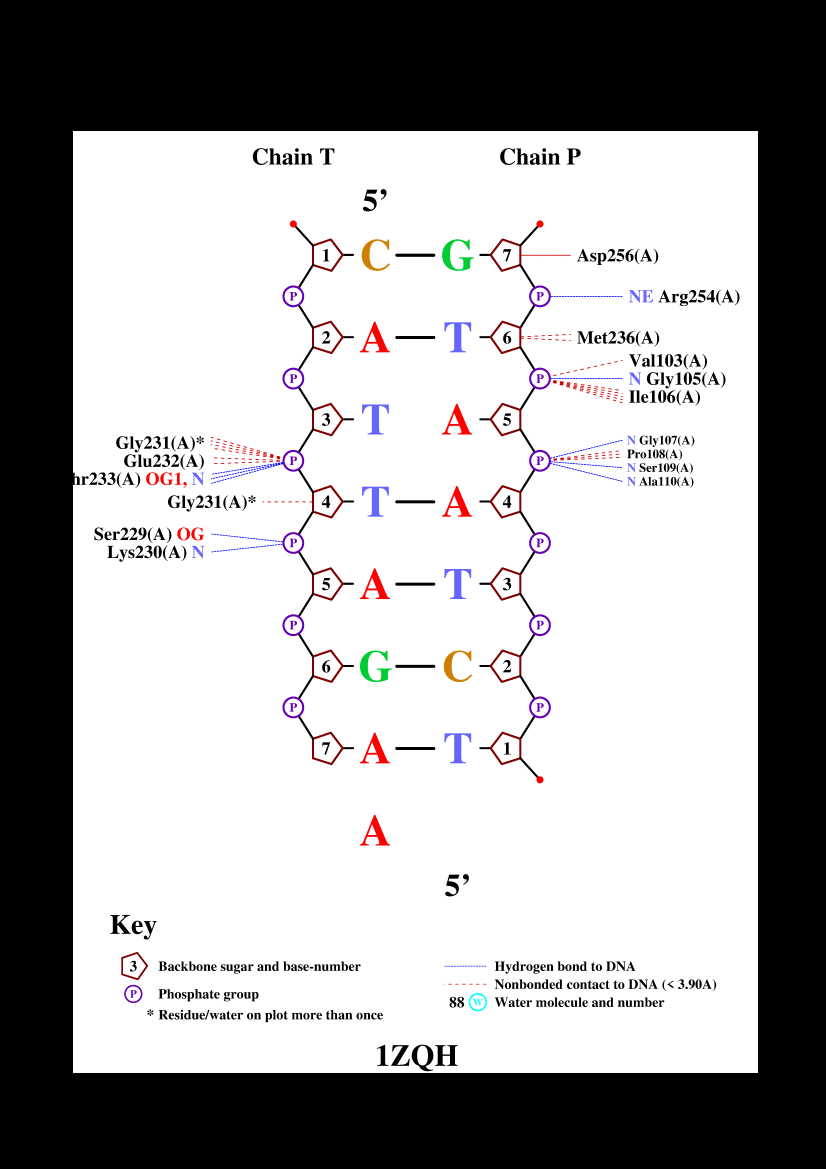 Chain T Chain P
5’
1 C G 7 Asp256(A)
P P NE Arg254(A)
2 A T 6 Met236(A)
Val103(A)
P P N Gly105(A)
Ile106(A)
3 T A 5
Gly231(A)* N Gly107(A)
Glu232(A) P P Pro108(A)
hr233(A) OG1, N N Ser109(A)
N Ala110(A)
Gly231(A)* 4 T A 4
Ser229(A) OG
P P
Lys230(A) N
5 A T 3
P P
6 G C 2
P P
7 A T 1
A
5’
Key
3 Backbone sugar and base-number Hydrogen bond to DNA
Nonbonded contact to DNA (< 3.90A)
P Phosphate group 88 W Water molecule and number
* Residue/water on plot more than once
1ZQH